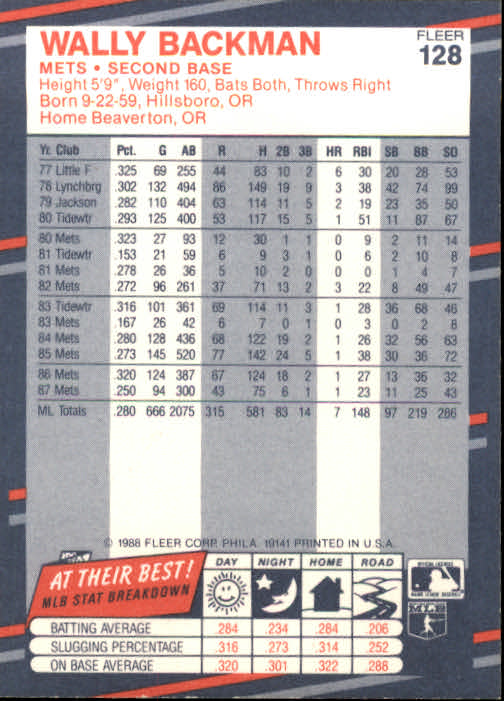 WALLY BACKMAN
FLEER
128
METS • SECOND BASE
Height 5'9", Weight 160, Bats Both, Throws Right
Born 9-22-59, Hillsboro, OR
Home Beaverton, OR
Yr. Club Pct. G AB R H 2B 3B HR RBI SB BB SO
77 Little F .325 69 255 44 83 10 2 6 30 20 28 53
78 Lynchbrg .302 132 494 86 149 19 9 3 38 42 74 99
79 Jackson .282 110 404 63 114 11 5 2 19 23 35 50
80 Tidewtr .293 125 400 53 117 15 5 1 51 11 87 67
80 Mets .323 27 93 12 30 1 1 0 9 2 11 14
81 Tidewtr .153 21 59 6 9 3 1 0 6 2 10 8
81 Mets .278 26 36 5 10 2 0 0 0 1 4 7
82 Mets .272 96 261 37 71 13 2 3 22 8 49 47
83 Tidewtr .316 101 361 69 114 11 3 1 28 36 68 46
83 Mets .167 26 42 6 7 0 1 0 3 0 2 8
84 Mets .280 128 436 68 122 19 2 1 26 32 56 63
85 Mets .273 145 520 77 142 24 5 1 38 30 36 72
86 Mets .320 124 387 67 124 18 2 1 27 13 36 32
87 Mets .250 94 300 43 75 6 1 1 23 11 25 43
ML Totals .280 666 2075 315 581 83 14 7 148 97 219 286
© 1988 FLEER CORP. PHILA. 19141 PRINTED IN U.S.A.
AT THEIR BEST!
MLB STAT BREAKDOWN
DAY NIGHT HOME ROAD
BATTING AVERAGE .284 .234 .284 .206
SLUGGING PERCENTAGE .316 .273 .314 .252
ON BASE AVERAGE .320 .301 .322 .286